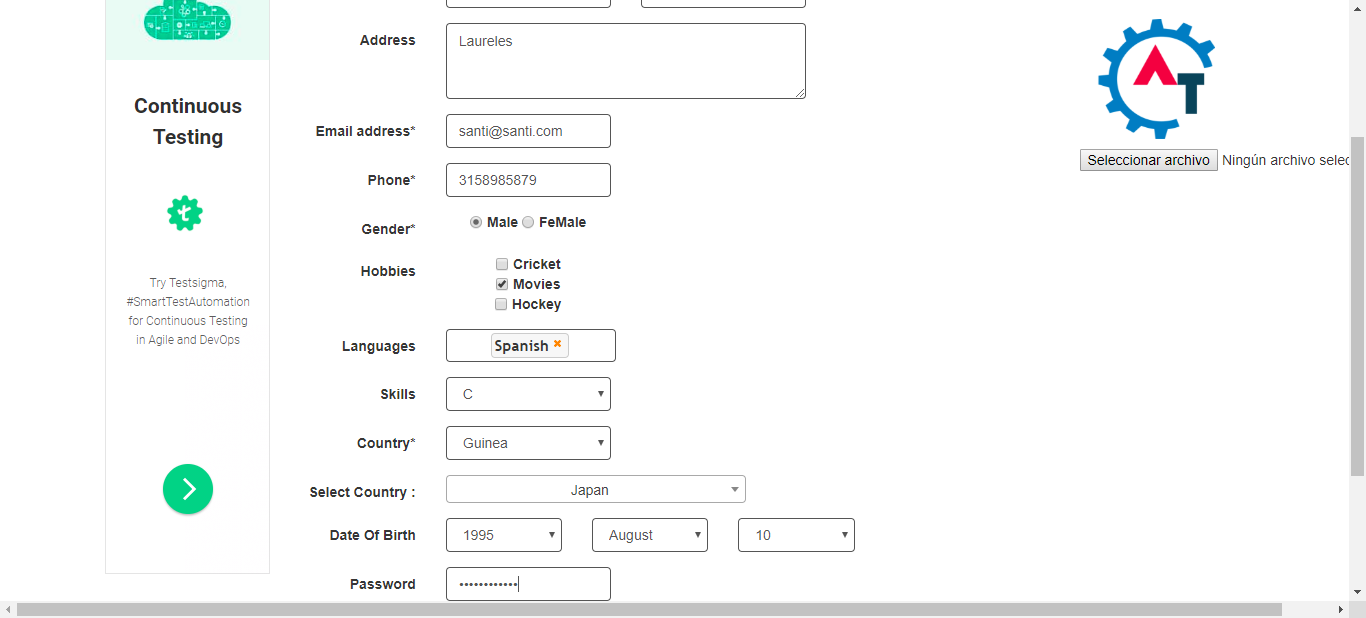 Continuous
Testing
Try Testsigma,
#SmartTestAutomation
for Continuous Testing
in Agile and DevOps
Address
Laureles
Email address*
santi@santi.com
Phone*
3158985879
Gender*
Male FeMale
Hobbies
Cricket
Movies
Hockey
Languages
Spanish
Skills
C
Country*
Guinea
Select Country :
Japan
Date Of Birth
1995 August 10
Password
AT
Seleccionar archivo Ningún archivo selec